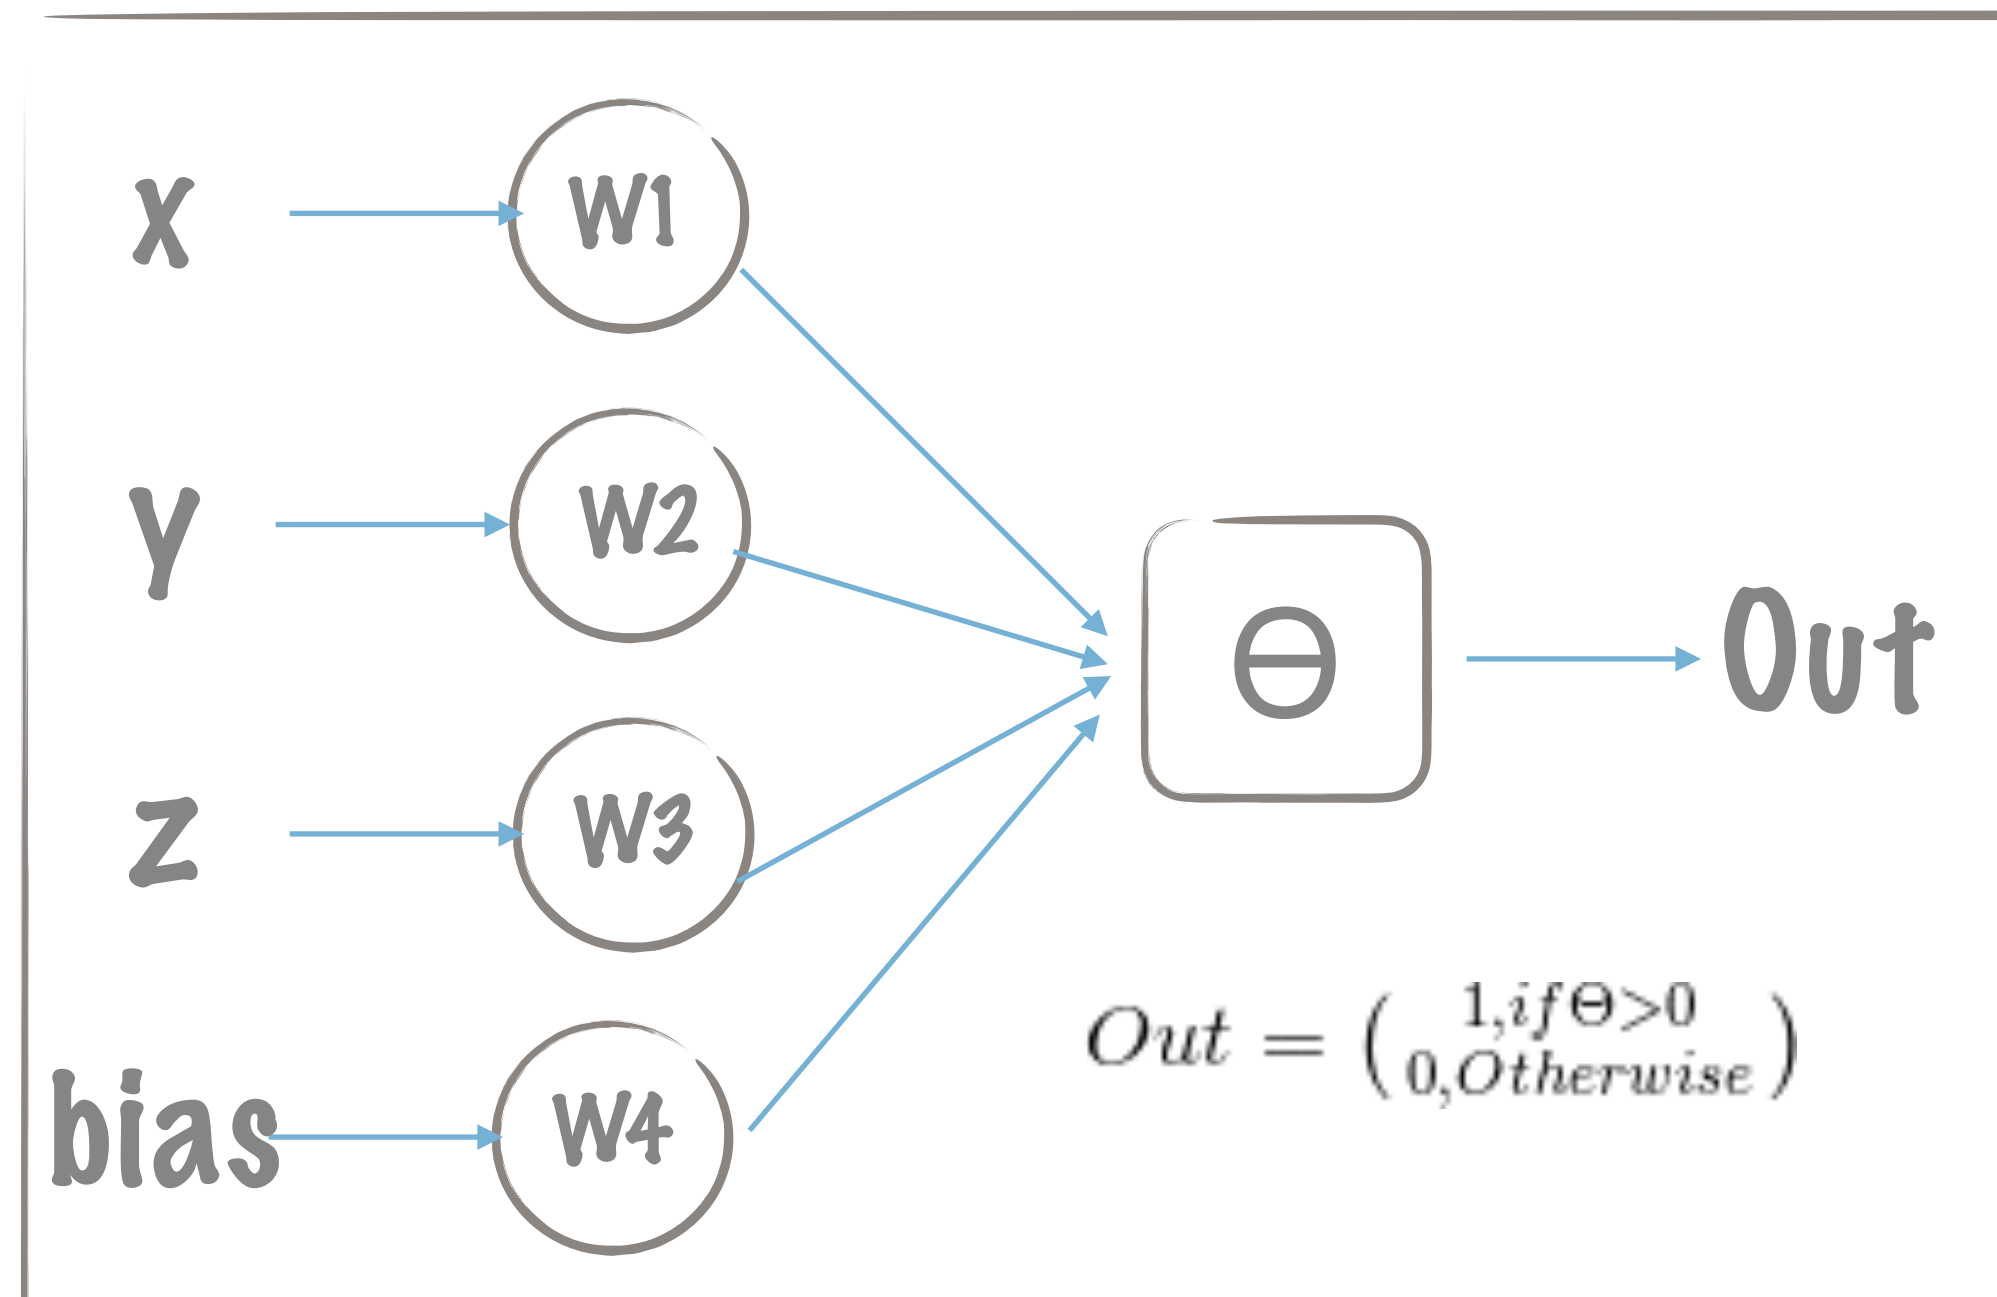 x
W1
y
W2
z
W3
bias
W4
Θ
Out
Out = ( 1,if Θ>0
0,Otherwise )